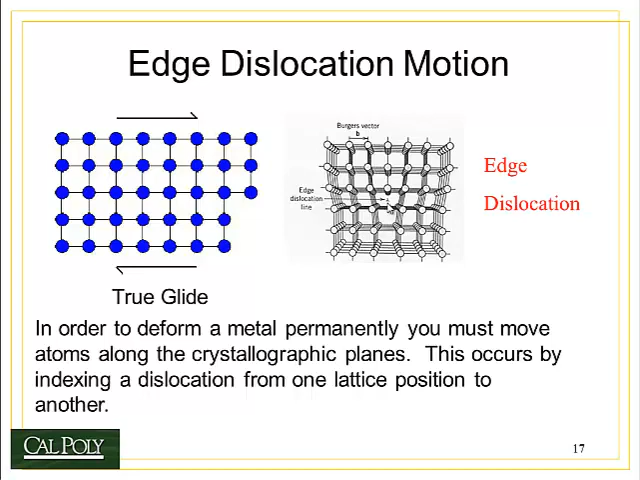 Edge Dislocation Motion
Burgers vector
b
Edge
dislocation
line
Edge
Dislocation
True Glide
In order to deform a metal permanently you must move
atoms along the crystallographic planes.  This occurs by
indexing a dislocation from one lattice position to
another.
CAL POLY
17